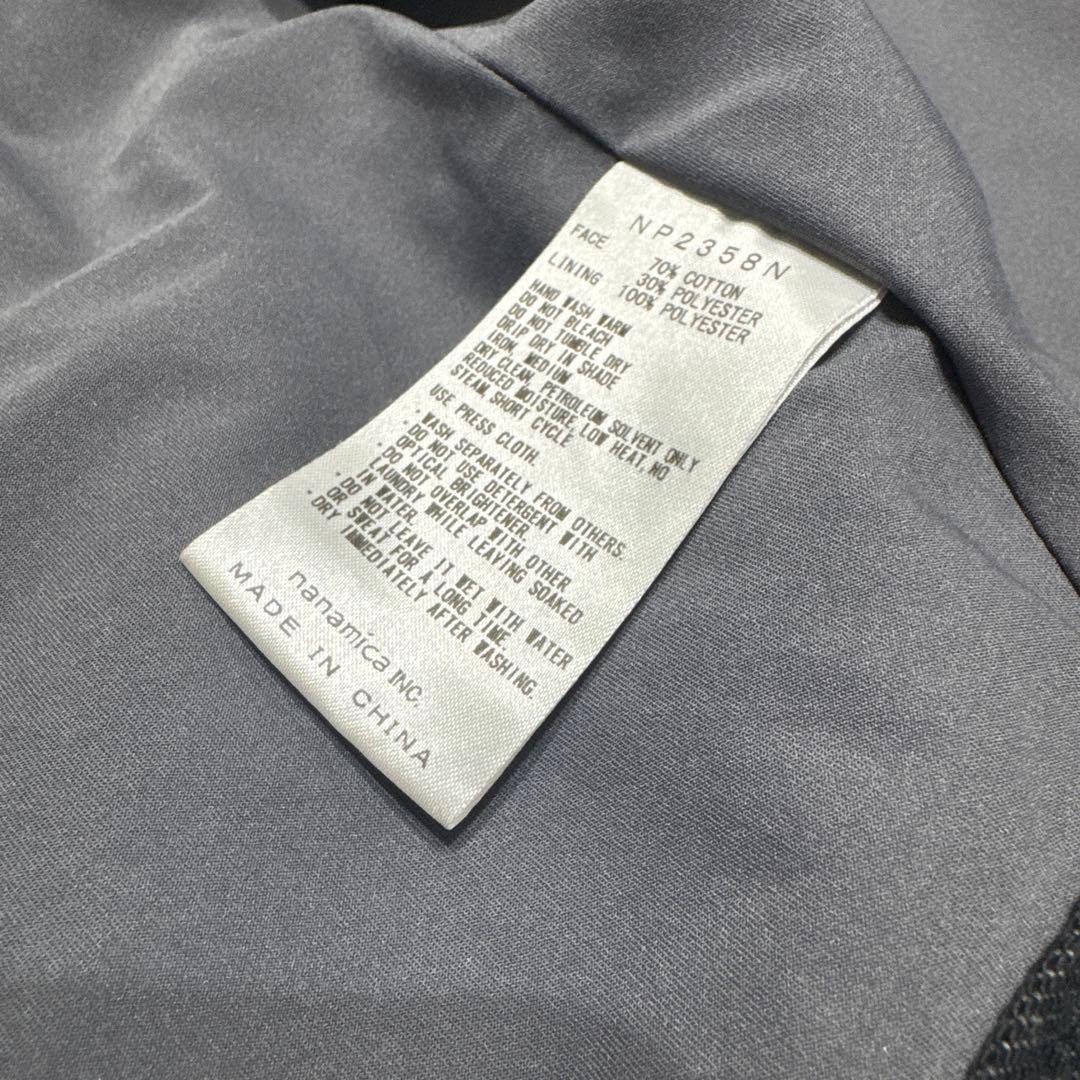 NP2358N
FACE 70% COTTON
30% POLYESTER
LINING 100% POLYESTER
HAND WASH WARM
DO NOT BLEACH
DO NOT TUMBLE DRY
DRIP DRY IN SHADE
IRON, MEDIUM
DRY CLEAN, PETROLEUM SOLVENT ONLY
REDUCED MOISTURE, LOW HEAT, NO
STEAM, SHORT CYCLE
USE PRESS CLOTH.
・WASH SEPARATELY FROM OTHERS.
・DO NOT USE DETERGENT WITH
OPTICAL BRIGHTENER.
・DO NOT OVERLAP WITH OTHER
LAUNDRY WHILE LEAVING SOAKED
IN WATER.
・DO NOT LEAVE IT WET WITH WATER
OR SWEAT FOR A LONG TIME.
・DRY IMMEDIATELY AFTER WASHING.
nanamica INC.
MADE IN CHINA